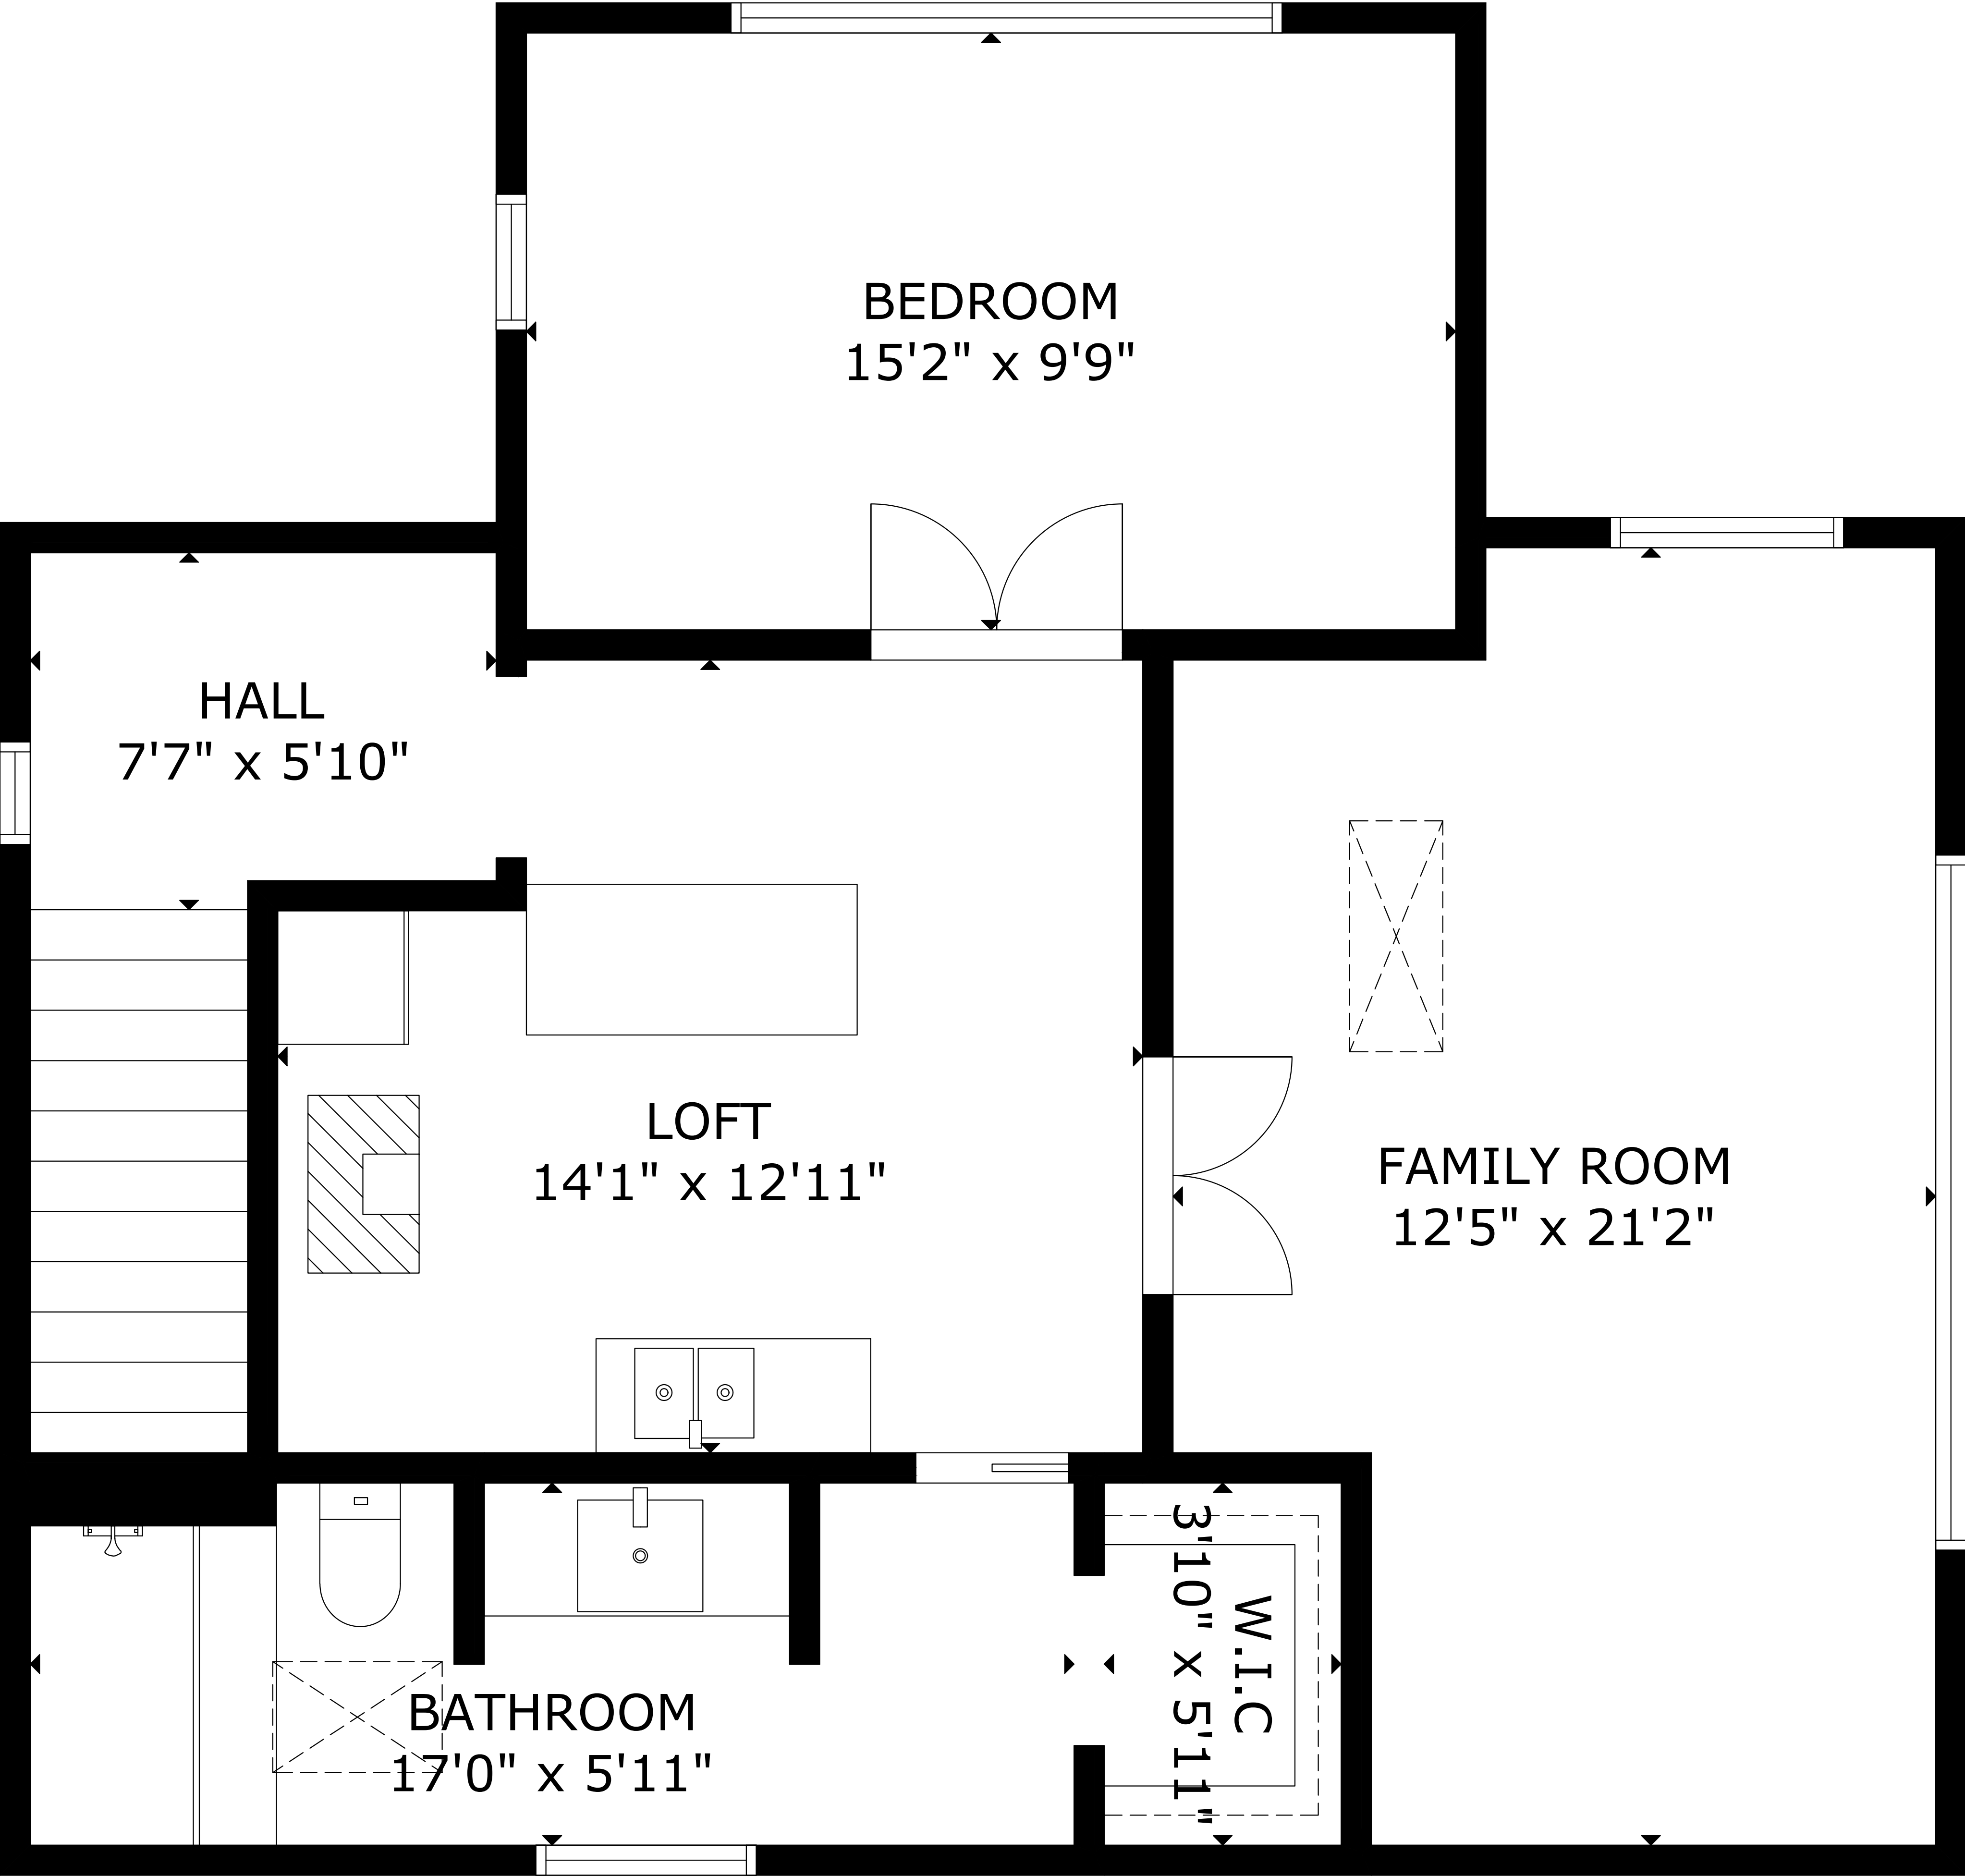 BEDROOM
15'2" x 9'9"
HALL
7'7" x 5'10"
LOFT
14'1" x 12'11"
FAMILY ROOM
12'5" x 21'2"
W.I.C
3'10" x 5'11"
BATHROOM
17'0" x 5'11"